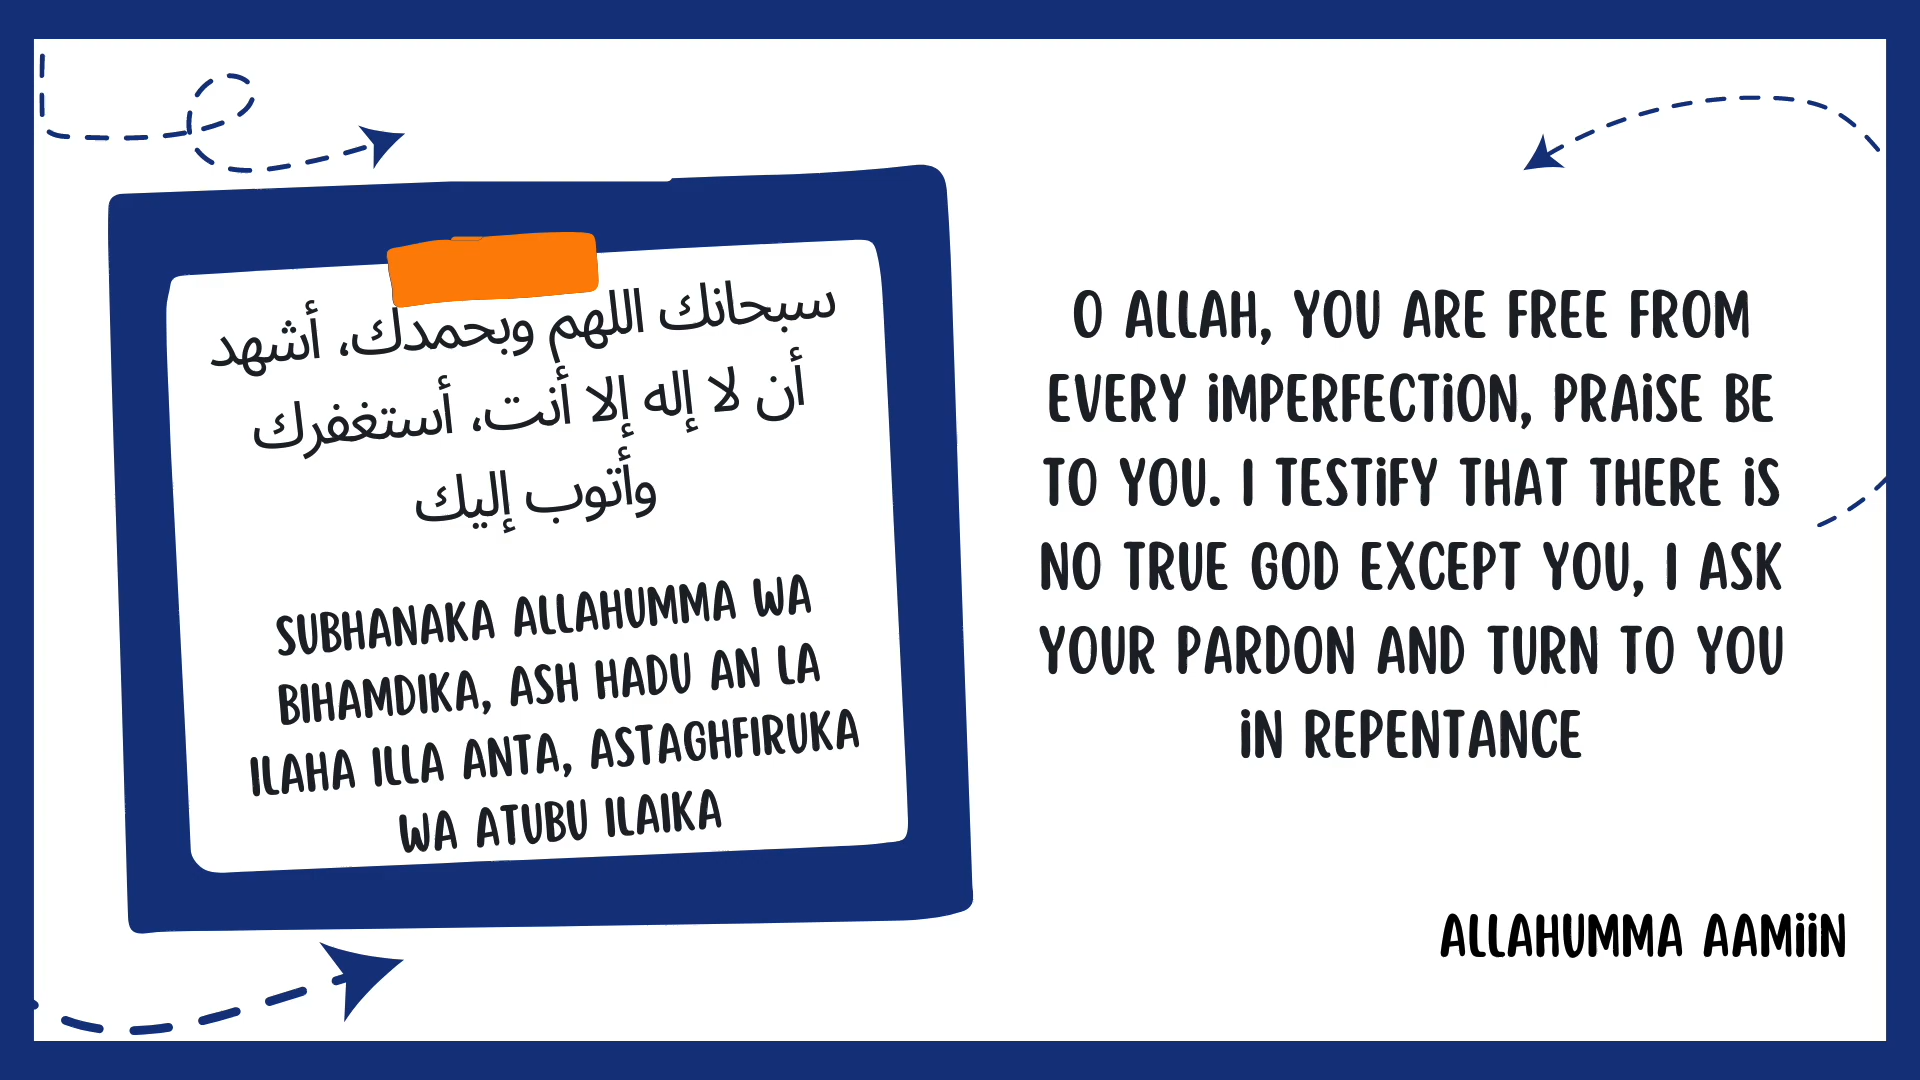 سبحانك اللهم وبحمدك، أشهد
أن لا إله إلا أنت، أستغفرك
وأتوب إليك
SUBHANAKA ALLAHUMMA WA
BIHAMDIKA, ASH HADU AN LA
ILAHA ILLA ANTA, ASTAGHFIRUKA
WA ATUBU ILAIKA
O ALLAH, YOU ARE FREE FROM
EVERY iMPERFECTiON, PRAiSE BE
TO YOU. I TESTiFY THAT THERE iS
NO TRUE GOD EXCEPT YOU, I ASK
YOUR PARDON AND TURN TO YOU
iN REPENTANCE
ALLAHUMMA AAMiiN